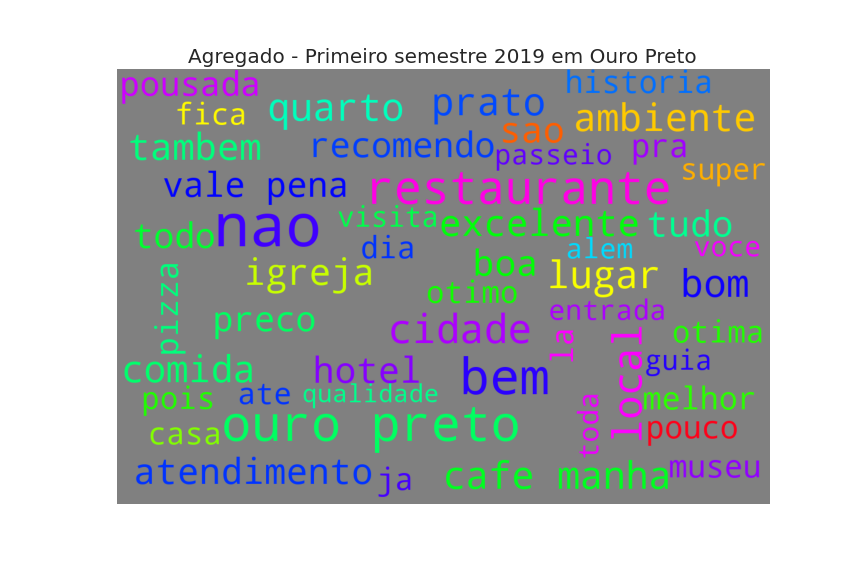 Agregado - Primeiro semestre 2019 em Ouro Preto
pousada
historia
fica
quarto
prato
sao
ambiente
tambem
recomendo
passeio
pra
super
vale pena
restaurante
todo
nao
visita
excelente
tudo
dia
alem
voce
pizza
igreja
boa
otimo
lugar
bom
preco
cidade
entrada
la
local
otima
comida
hotel
bem
guia
pois
ate
qualidade
toda
melhor
casa
ouro preto
pouco
atendimento
ja
cafe manha
museu